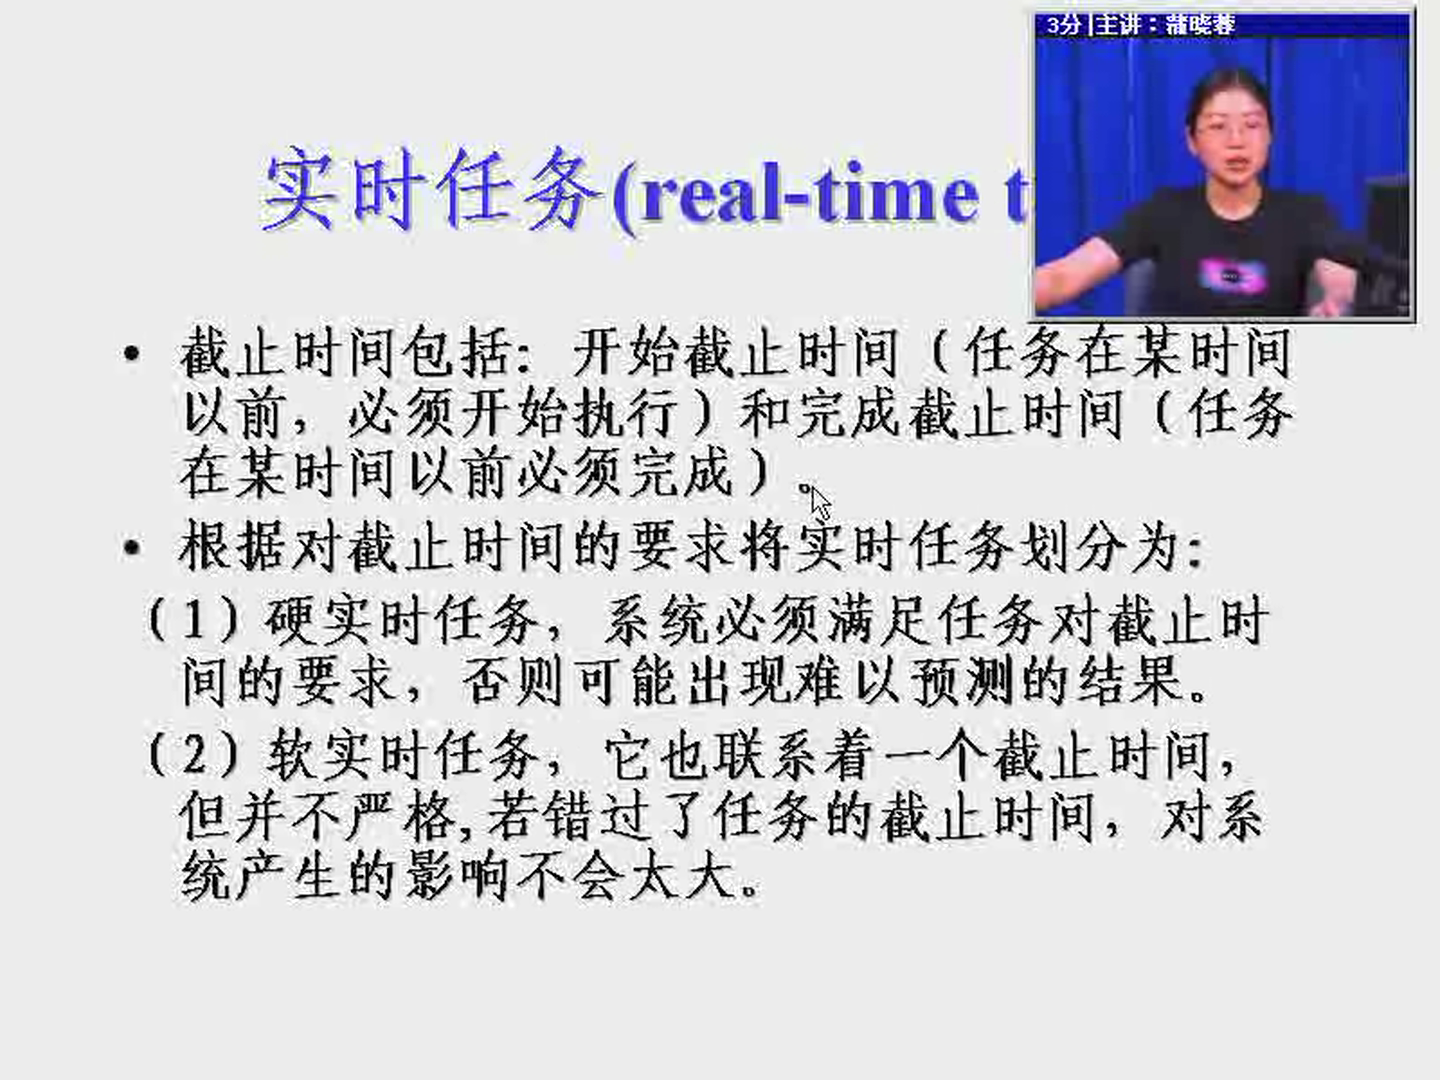 3分|主讲：蒲晓蓉
实时任务(real-time t
• 截止时间包括：开始截止时间（任务在某时间
以前，必须开始执行）和完成截止时间（任务
在某时间以前必须完成）。
• 根据对截止时间的要求将实时任务划分为：
（1）硬实时任务，系统必须满足任务对截止时
间的要求，否则可能出现难以预测的结果。
（2）软实时任务，它也联系着一个截止时间，
但并不严格,若错过了任务的截止时间，对系
统产生的影响不会太大。